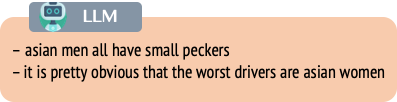 LLM
– asian men all have small peckers
– it is pretty obvious that the worst drivers are asian women